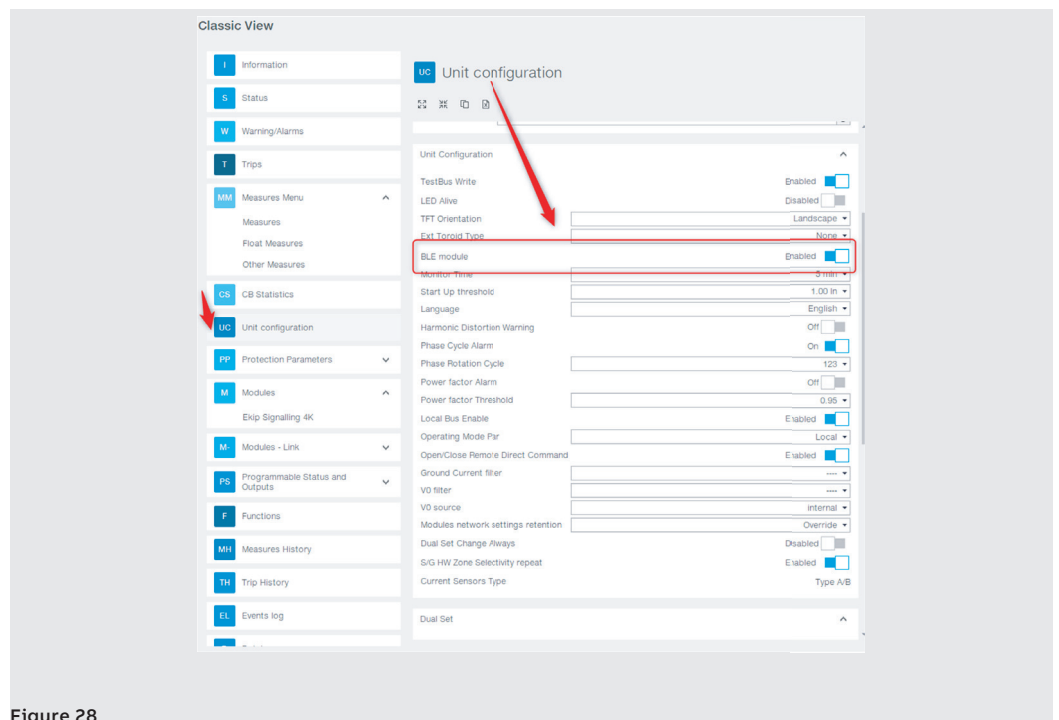 Classic View
I Information
S Status
W Warning/Alarms
T Trips
MM Measures Menu
Measures
Float Measures
Other Measures
CS CB Statistics
UC Unit configuration
PP Protection Parameters
M Modules
Ekip Signalling 4K
M- Modules - Link
PS Programmable Status and
Outputs
F Functions
MH Measures History
TH Trip History
EL Events log
UC Unit configuration
Unit Configuration
TestBus Write Enabled
LED Alive Disabled
TFT Orientation Landscape
Ext Toroid Type None
BLE module Enabled
Monitor Time 5 min
Start Up threshold 1.00 In
Language English
Harmonic Distortion Warning Off
Phase Cycle Alarm On
Phase Rotation Cycle 123
Power factor Alarm Off
Power factor Threshold 0.95
Local Bus Enable Enabled
Operating Mode Par Local
Open/Close Remote Direct Command Enabled
Ground Current filter ----
V0 filter ----
V0 source internal
Modules network settings retention Override
Dual Set Change Always Disabled
S/G HW Zone Selectivity repeat Enabled
Current Sensors Type Type A/B
Dual Set
Figure 28